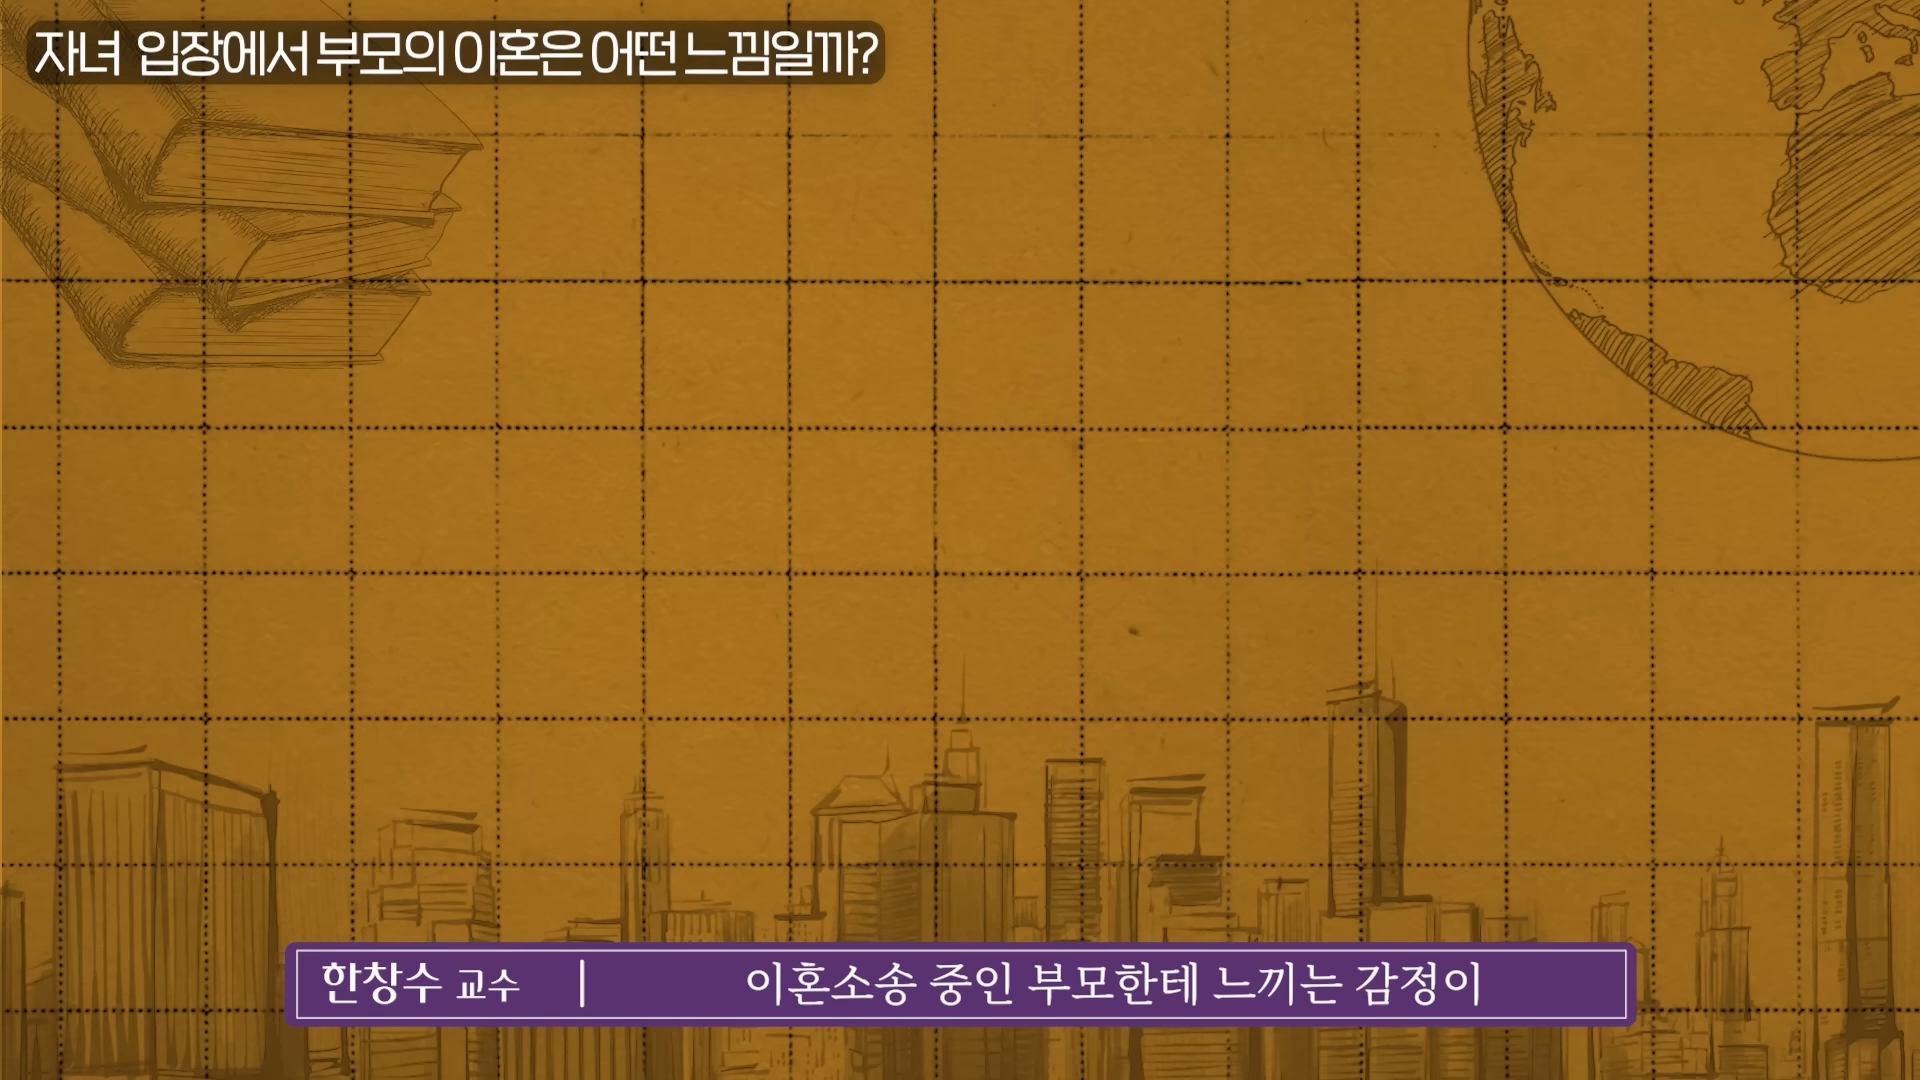 자녀 입장에서 부모의 이혼은 어떤 느낌일까?
한창수 교수 | 이혼소송 중인 부모한테 느끼는 감정이